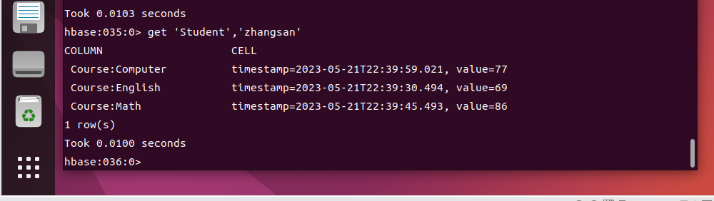 Took 0.0103 seconds
hbase:035:0> get 'Student','zhangsan'
COLUMN CELL
Course:Computer timestamp=2023-05-21T22:39:59.021, value=77
Course:English timestamp=2023-05-21T22:39:30.494, value=69
Course:Math timestamp=2023-05-21T22:39:45.493, value=86
1 row(s)
Took 0.0100 seconds
hbase:036:0>